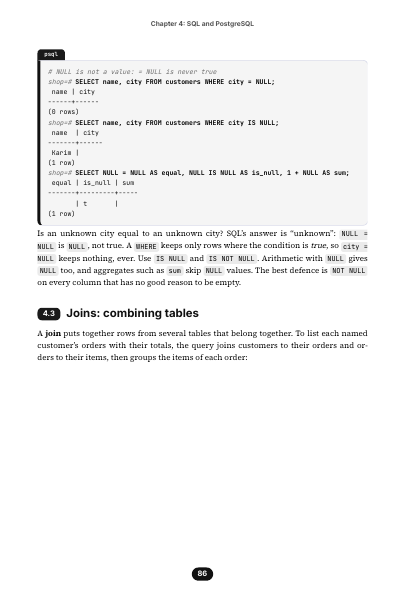 Chapter 4: SQL and PostgreSQL
psql
# NULL is not a value: = NULL is never true
shop=# SELECT name, city FROM customers WHERE city = NULL;
name | city
------+------
(0 rows)
shop=# SELECT name, city FROM customers WHERE city IS NULL;
name  | city
-------+------
Karim |
(1 row)
shop=# SELECT NULL = NULL AS equal, NULL IS NULL AS is_null, 1 + NULL AS sum;
equal | is_null | sum
-------+---------+-----
      | t       |
(1 row)
Is an unknown city equal to an unknown city? SQL's answer is “unknown”: NULL =
NULL is NULL, not true. A WHERE keeps only rows where the condition is true, so city =
NULL keeps nothing, ever. Use IS NULL and IS NOT NULL. Arithmetic with NULL gives
NULL too, and aggregates such as sum skip NULL values. The best defence is NOT NULL
on every column that has no good reason to be empty.
4.3 Joins: combining tables
A join puts together rows from several tables that belong together. To list each named
customer's orders with their totals, the query joins customers to their orders and or-
ders to their items, then groups the items of each order:
86